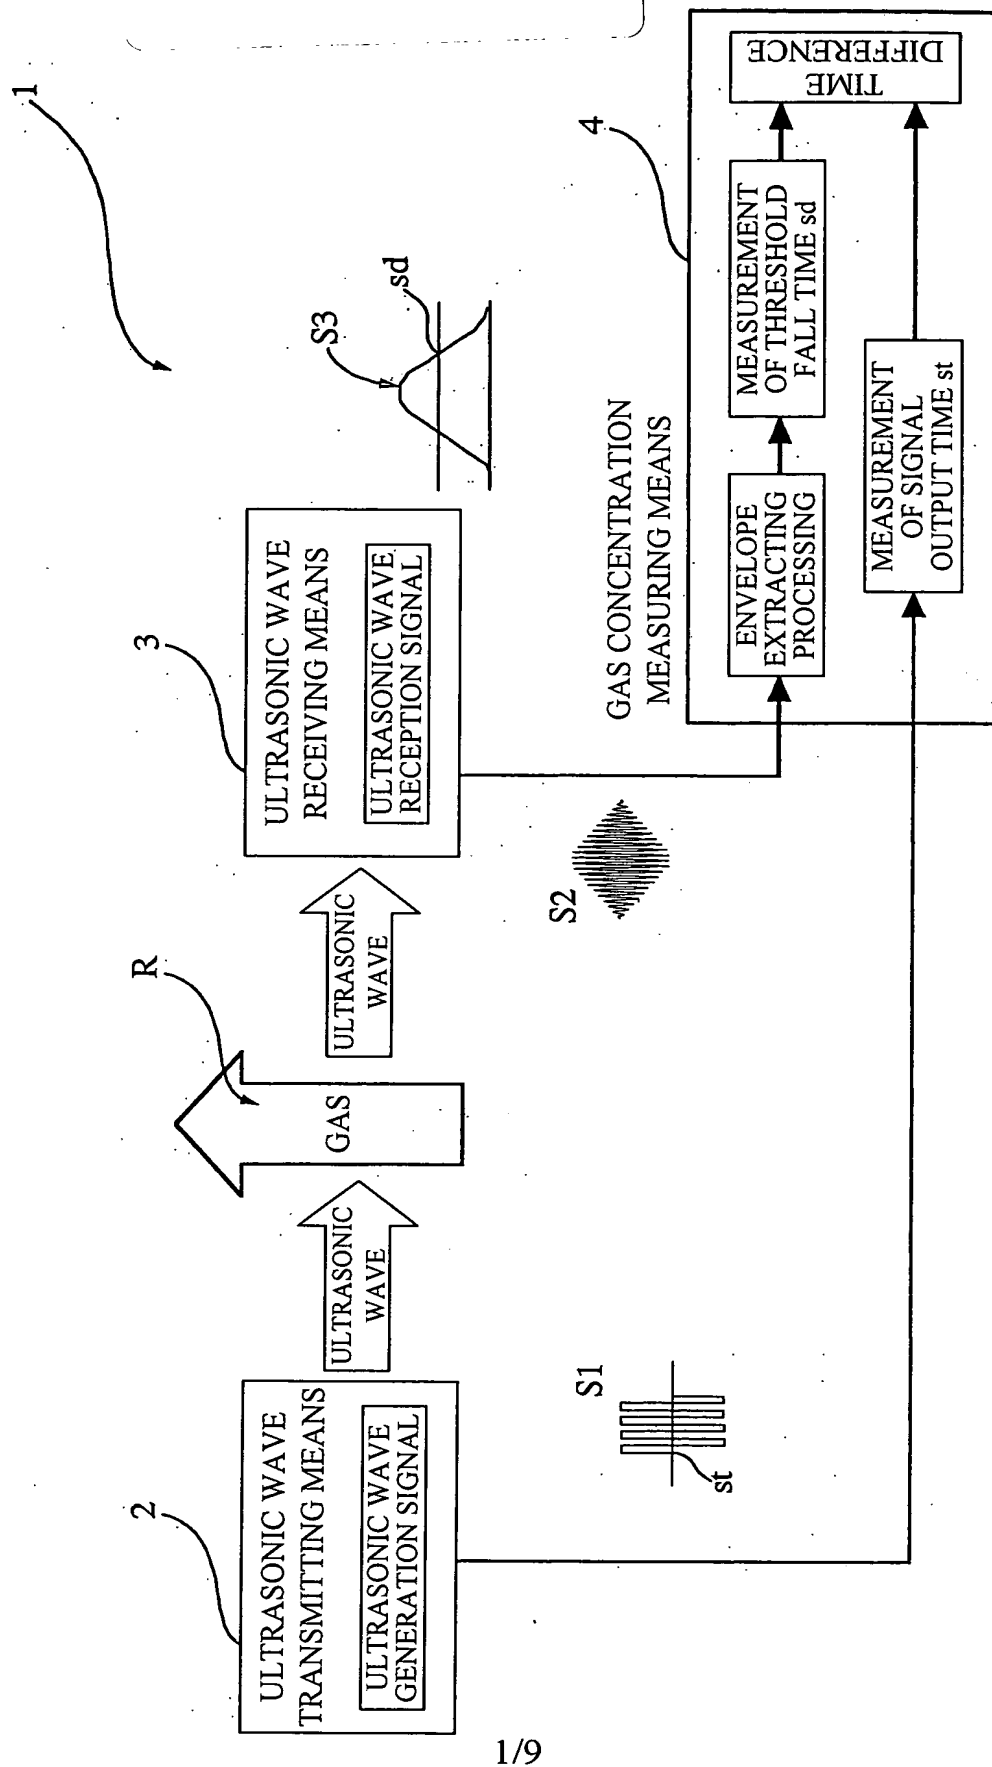 1
2
ULTRASONIC WAVE
TRANSMITTING MEANS
ULTRASONIC WAVE
GENERATION SIGNAL
ULTRASONIC
WAVE
R
GAS
ULTRASONIC
WAVE
3
ULTRASONIC WAVE
RECEIVING MEANS
ULTRASONIC WAVE
RECEPTION SIGNAL
S3
sd
S1
st
S2
GAS CONCENTRATION
MEASURING MEANS
4
ENVELOPE
EXTRACTING
PROCESSING
MEASUREMENT
OF THRESHOLD
FALL TIME sd
TIME
DIFFERENCE
MEASUREMENT
OF SIGNAL
OUTPUT TIME st
1/9